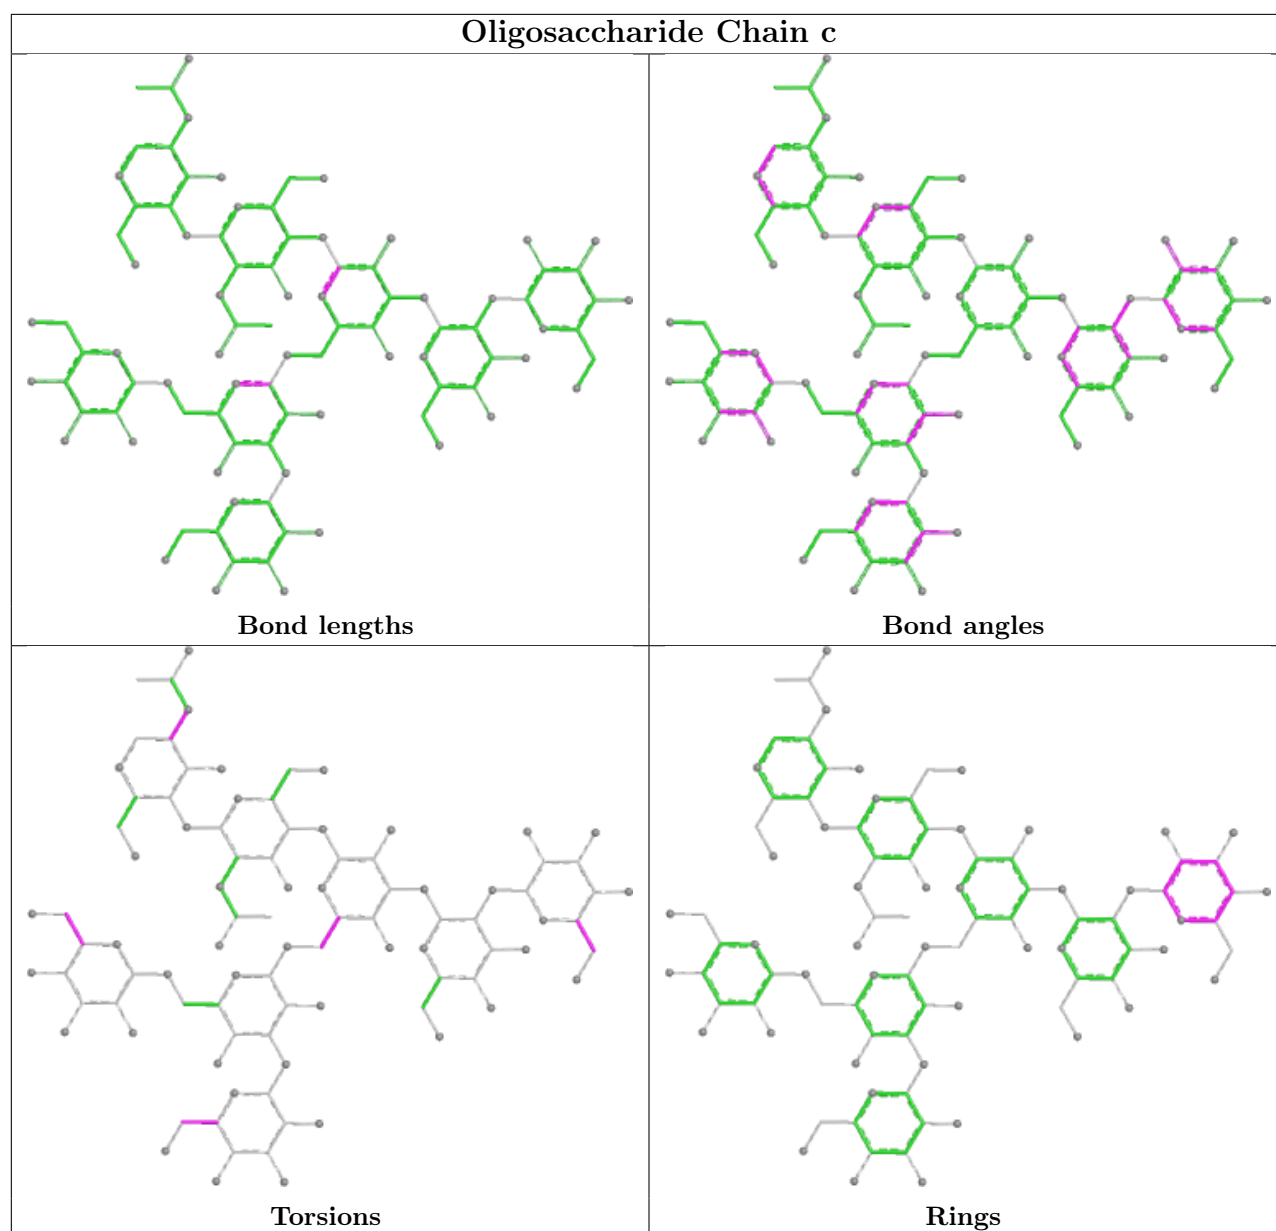 Oligosaccharide Chain c
Bond lengths
Bond angles
Torsions
Rings